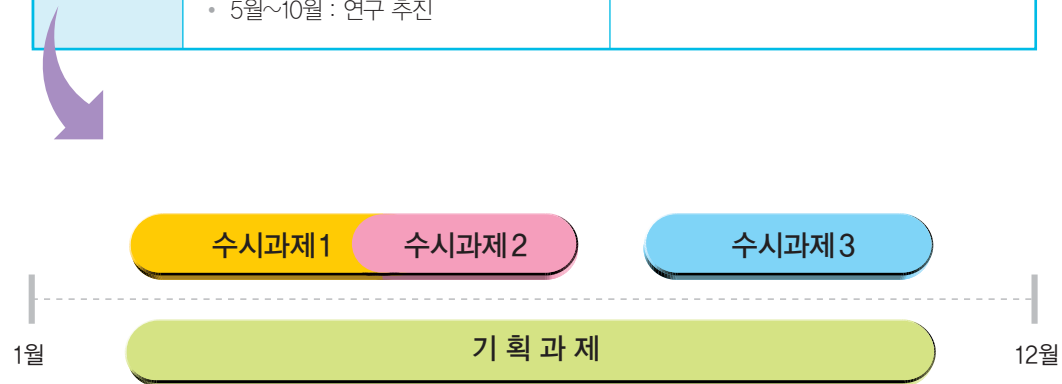 • 5월~10월 : 연구 추진
수시과제1 수시과제2 수시과제3
1월 기획과제 12월